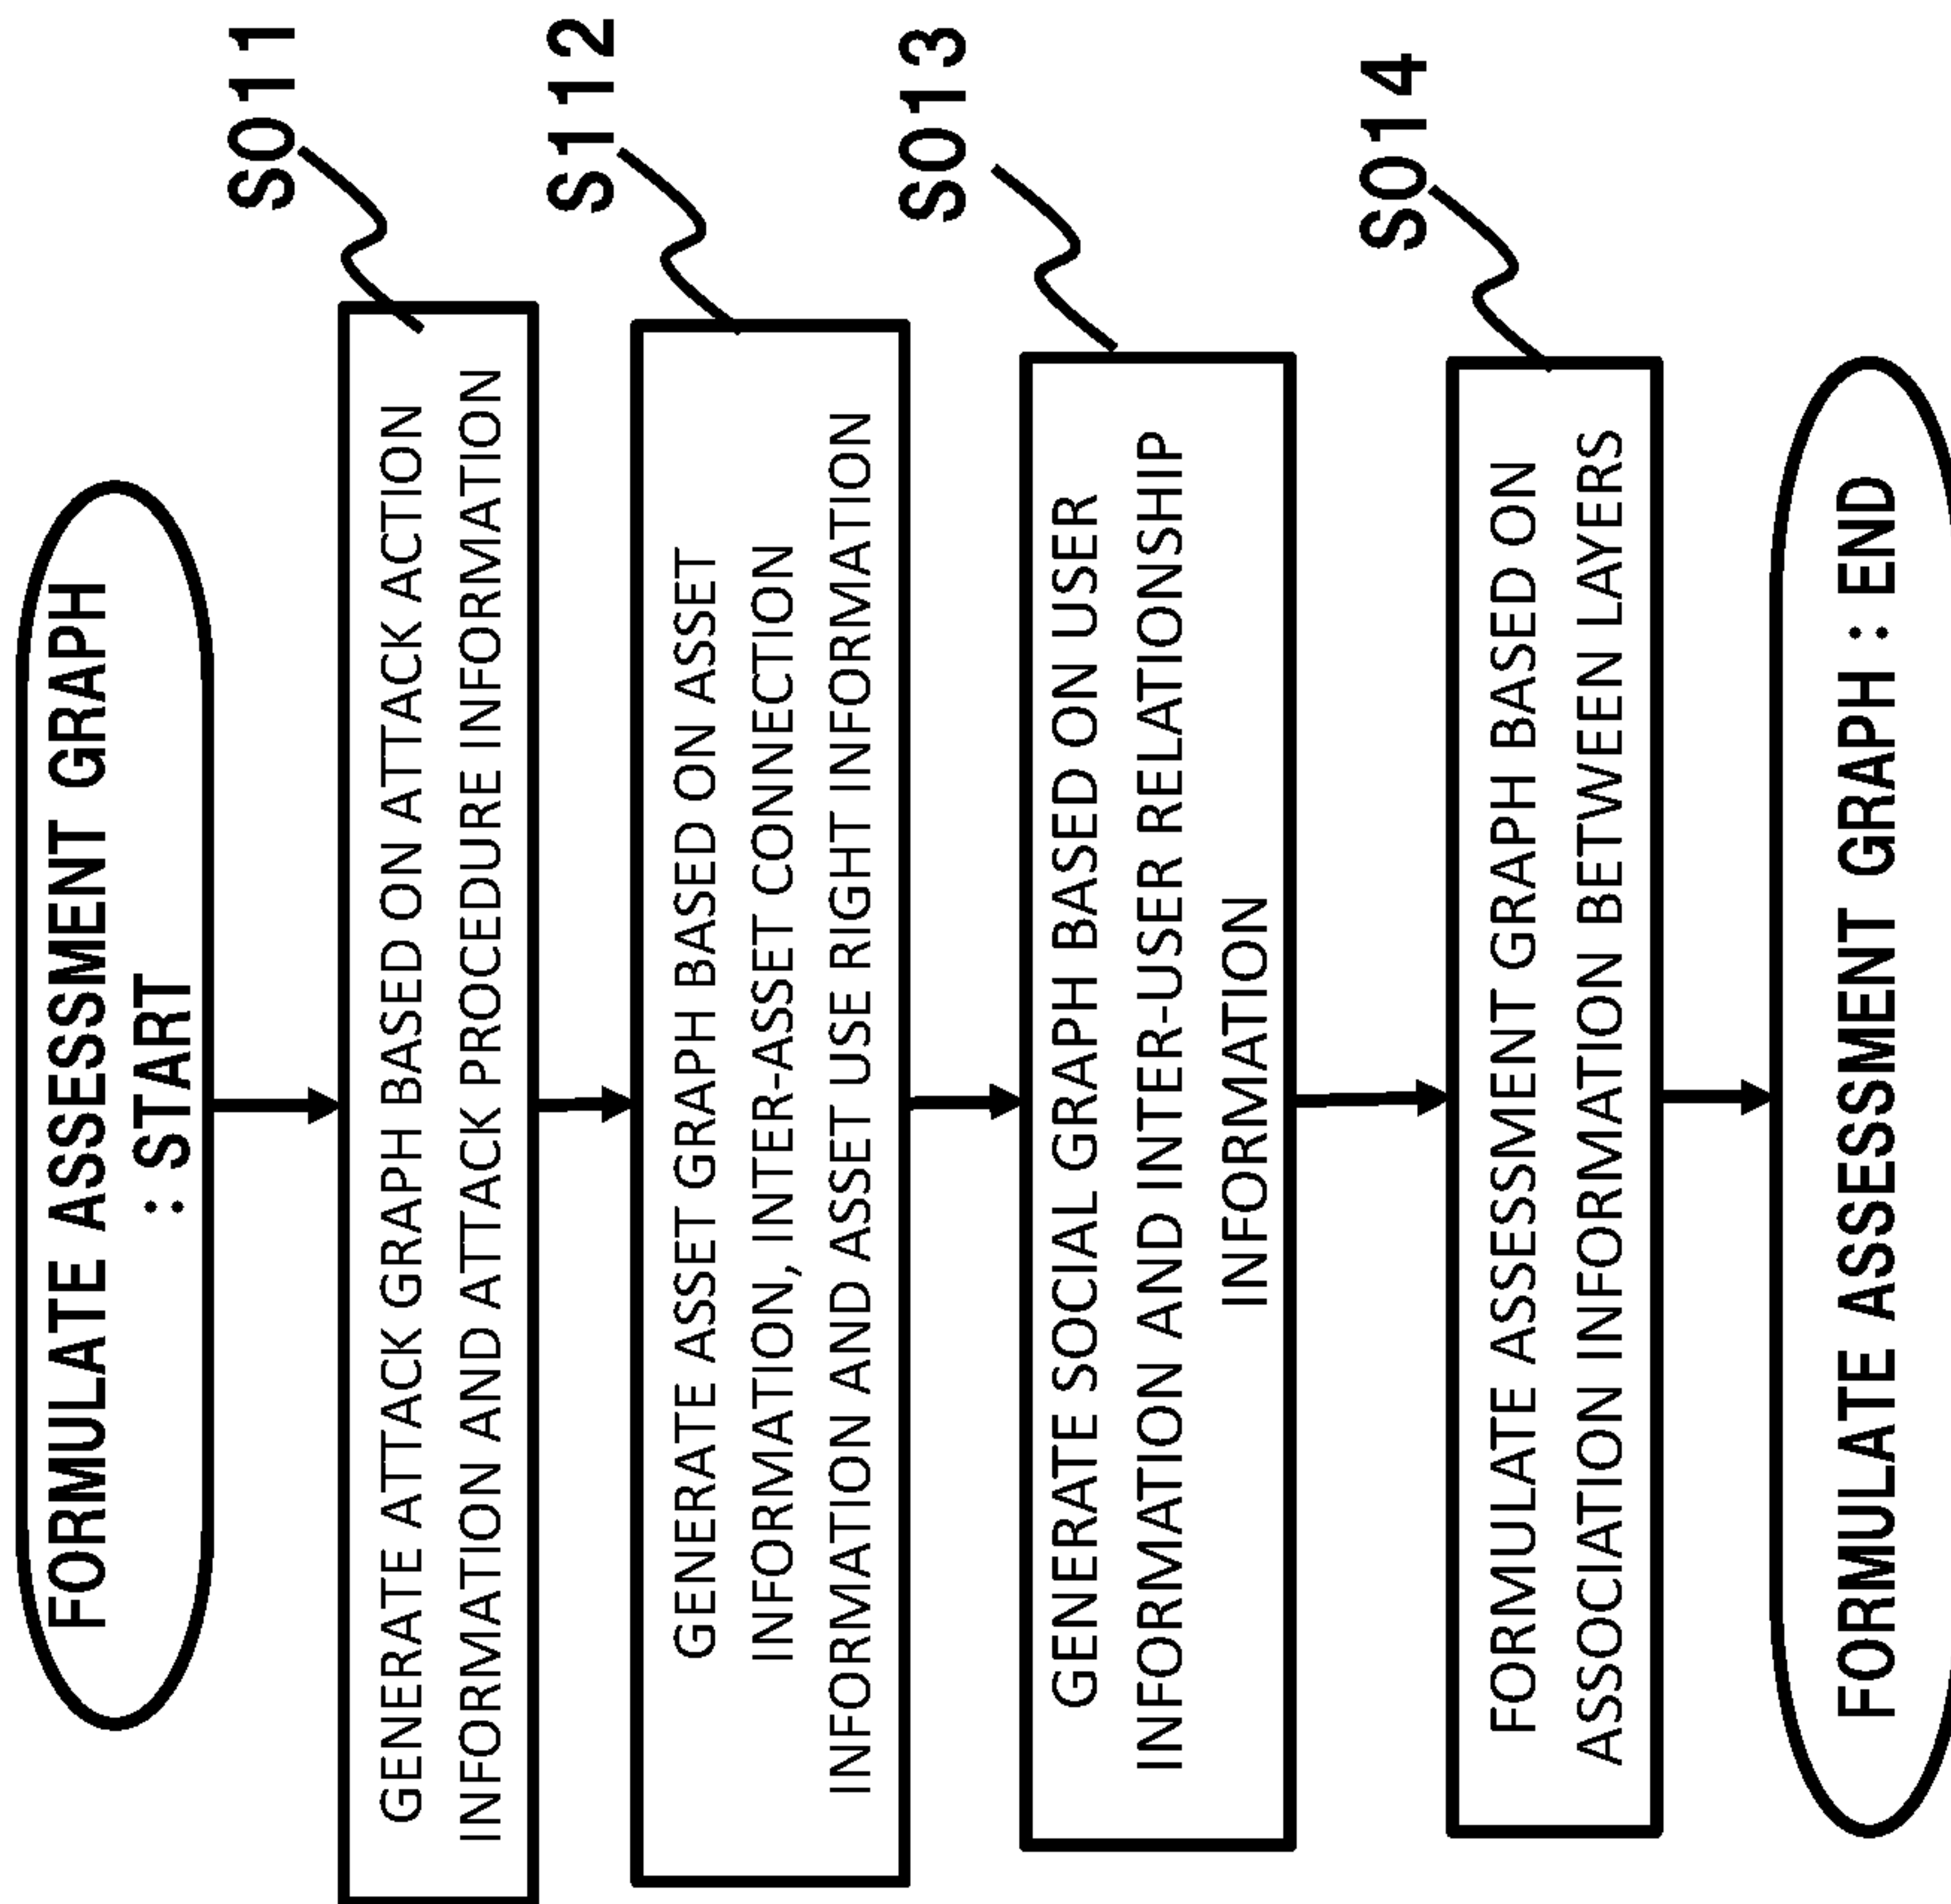 FORMULATE ASSESSMENT GRAPH
: START
S011
GENERATE ATTACK GRAPH BASED ON ATTACK ACTION
INFORMATION AND ATTACK PROCEDURE INFORMATION
S112
GENERATE ASSET GRAPH BASED ON ASSET
INFORMATION, INTER-ASSET CONNECTION
INFORMATION AND ASSET USE RIGHT INFORMATION
S013
GENERATE SOCIAL GRAPH BASED ON USER
INFORMATION AND INTER-USER RELATIONSHIP
INFORMATION
S014
FORMULATE ASSESSMENT GRAPH BASED ON
ASSOCIATION INFORMATION BETWEEN LAYERS
FORMULATE ASSESSMENT GRAPH : END